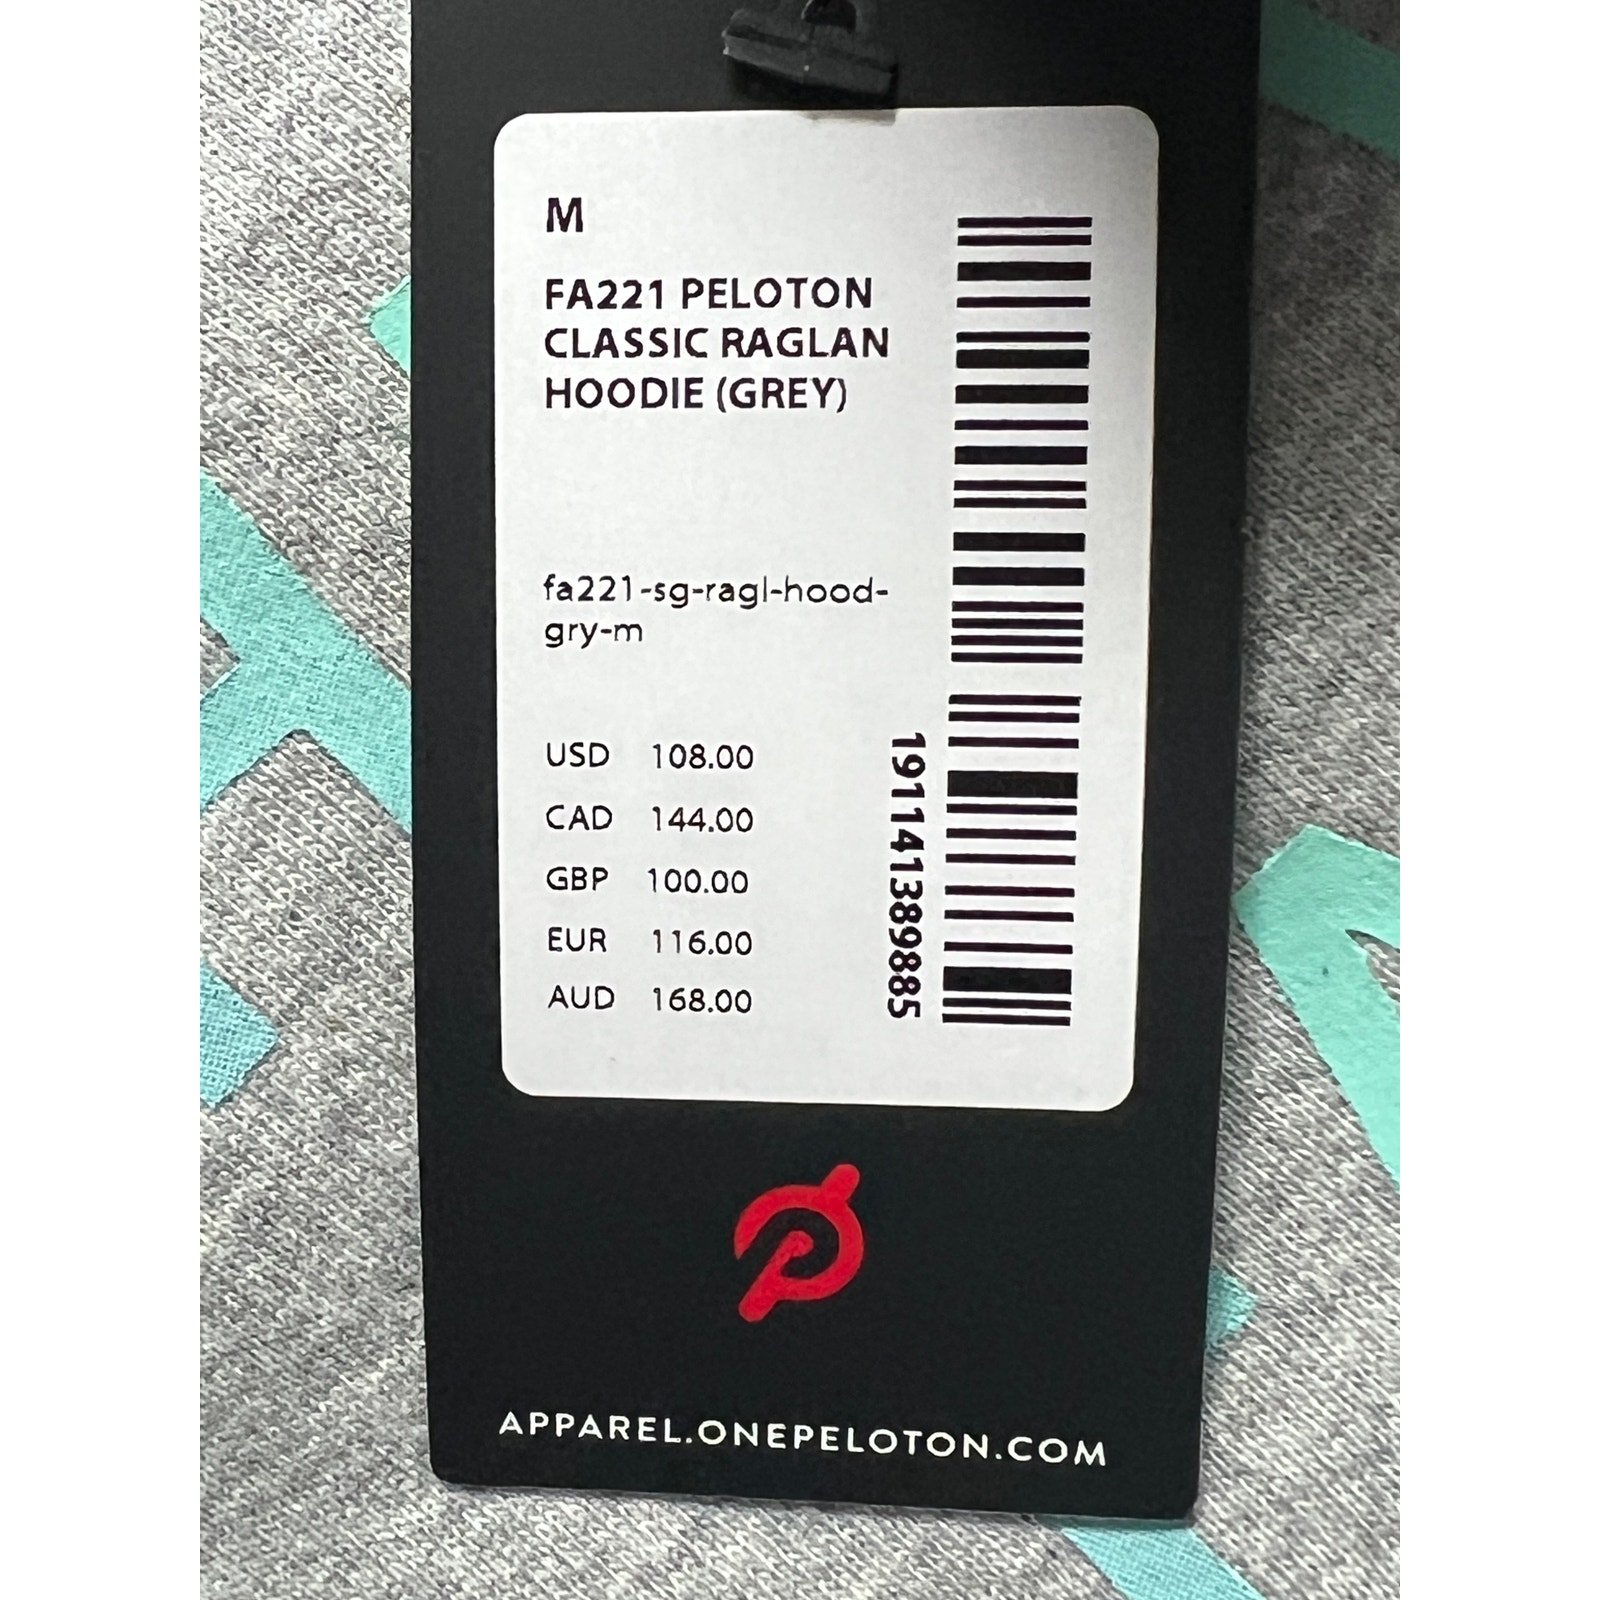 M
FA221 PELOTON
CLASSIC RAGLAN
HOODIE (GREY)
fa221-sg-ragl-hood-
gry-m
USD 108.00
CAD 144.00
GBP 100.00
EUR 116.00
AUD 168.00
191141389885
APPAREL.ONEPELOTON.COM